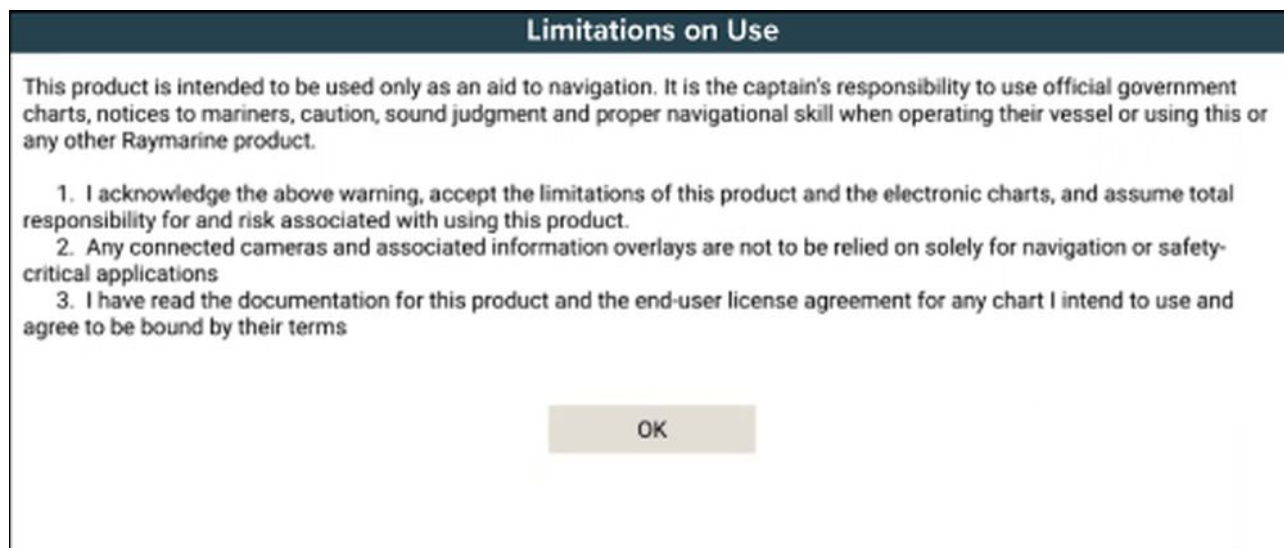 Limitations on Use
This product is intended to be used only as an aid to navigation. It is the captain's responsibility to use official government
charts, notices to mariners, caution, sound judgment and proper navigational skill when operating their vessel or using this or
any other Raymarine product.
1. I acknowledge the above warning, accept the limitations of this product and the electronic charts, and assume total
responsibility for and risk associated with using this product.
2. Any connected cameras and associated information overlays are not to be relied on solely for navigation or safety-
critical applications
3. I have read the documentation for this product and the end-user license agreement for any chart I intend to use and
agree to be bound by their terms
OK